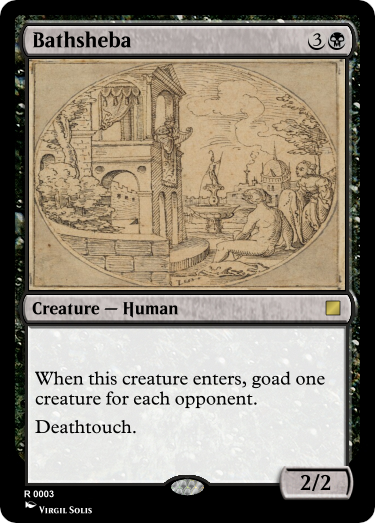 Bathsheba 3
Creature — Human
When this creature enters, goad one
creature for each opponent.
Deathtouch.
2/2
R 0003
Virgil Solis